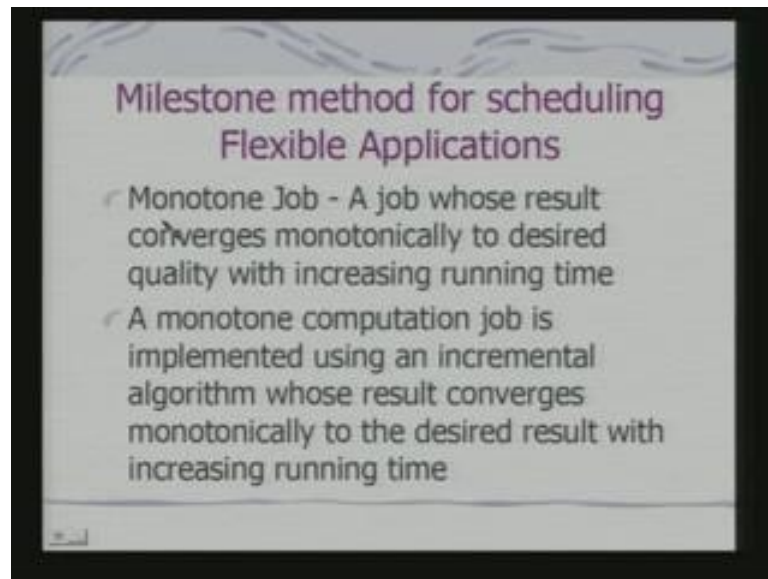 Milestone method for scheduling
Flexible Applications
Monotone Job - A job whose result
converges monotonically to desired
quality with increasing running time
A monotone computation job is
implemented using an incremental
algorithm whose result converges
monotonically to the desired result with
increasing running time